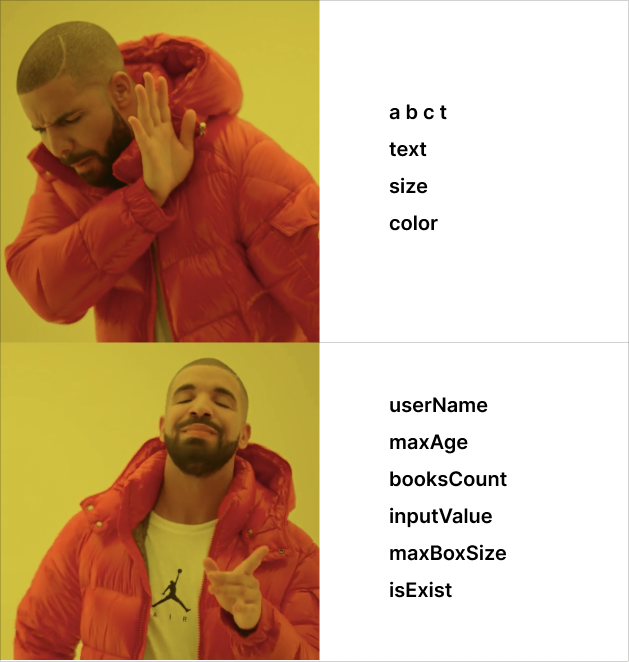 a b c t
text
size
color
userName
maxAge
booksCount
inputValue
maxBoxSize
isExist
A I R